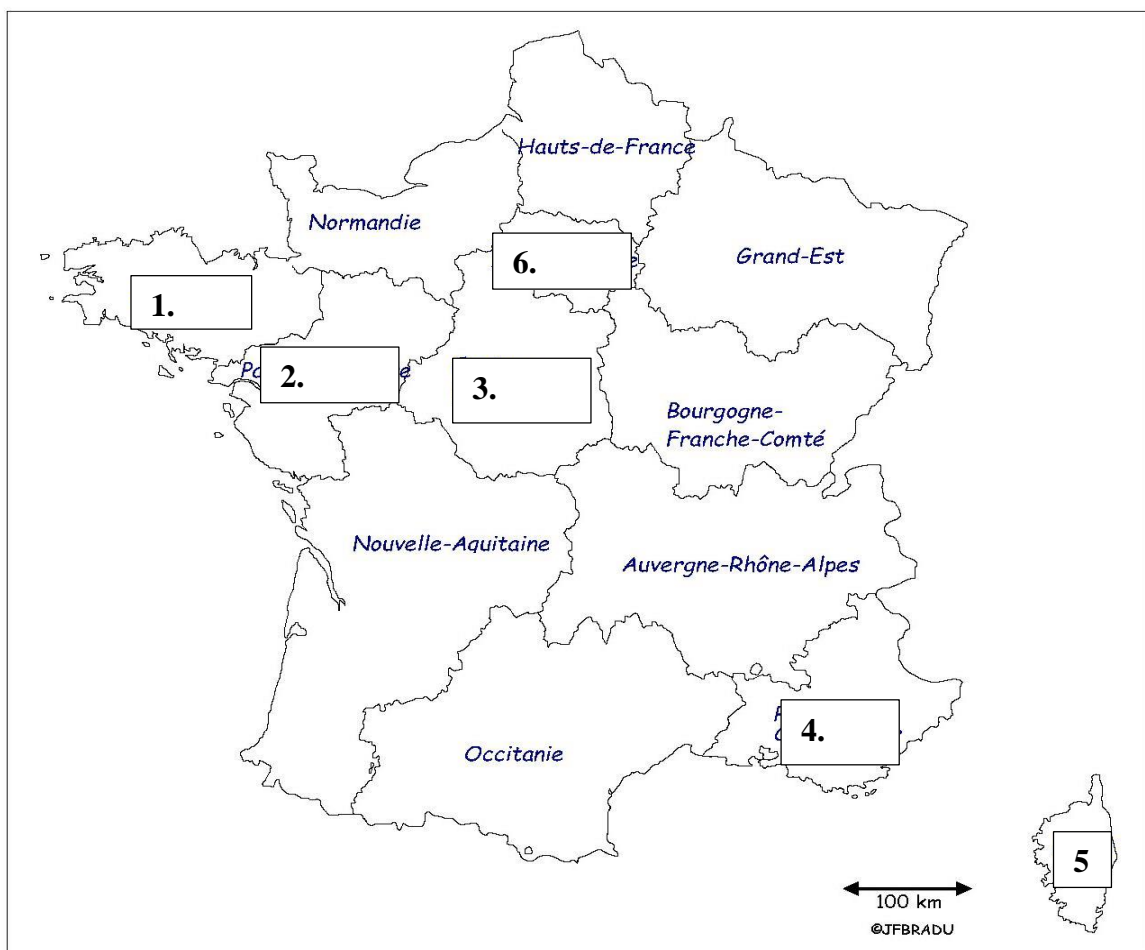 Hauts-de-France
Normandie
6.
Grand-Est
1.
2.
3.
Bourgogne-
Franche-Comté
Nouvelle-Aquitaine
Auvergne-Rhône-Alpes
4.
Occitanie
5
100 km
©JFBRADU